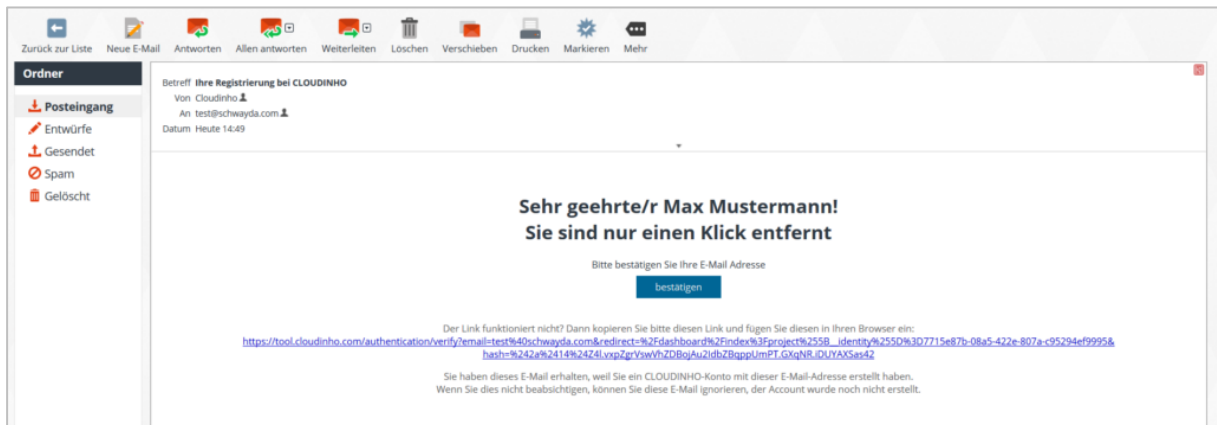 Zurück zur Liste Neue E-Mail Antworten Allen antworten Weiterleiten Löschen Verschieben Drucken Markieren Mehr
Ordner
Posteingang
Entwürfe
Gesendet
Spam
Gelöscht
Betreff Ihre Registrierung bei CLOUDINHO
Von Cloudinho
An test@schwayda.com
Datum Heute 14:49
Sehr geehrte/r Max Mustermann!
Sie sind nur einen Klick entfernt
Bitte bestätigen Sie Ihre E-Mail Adresse
bestätigen
Der Link funktioniert nicht? Dann kopieren Sie bitte diesen Link und fügen Sie diesen in Ihren Browser ein:
https://tool.cloudinho.com/authentication/verify?email=test%40schwayda.com&redirect=%2Fdashboard%2Findex%3Fproject%255B__identity%255D%3D7715e87b-08a5-422e-807a-c95294ef9995&
hash=%242a%2414%24Z4l.vxpZgrVswVhZDBojAu2IdbZBqppUmPT.GXqNR.iDUYAXSas42
Sie haben dieses E-Mail erhalten, weil Sie ein CLOUDINHO-Konto mit dieser E-Mail-Adresse erstellt haben.
Wenn Sie dies nicht beabsichtigen, können Sie diese E-Mail ignorieren, der Account wurde noch nicht erstellt.